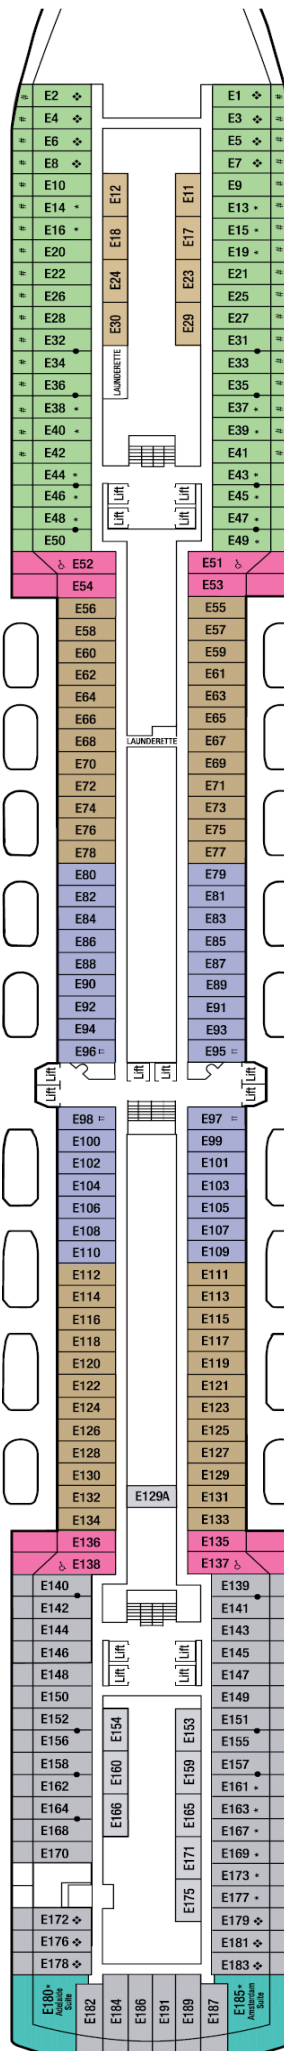 E2 ❖ E1 ❖
E4 ❖ E3 ❖
E6 ❖ E5 ❖
E8 ❖ E7 ❖
E10 E12 E11 E9
E14 * E13 *
E16 * E18 E17 E15 *
E20 E19 *
E22 E24 E23 E21
E26 E25
E28 E30 E29 E27
E32 E31
E34 LAUNDERETTE E33
E36 E35
E38 * E37 *
E40 * E39 *
E42 E41
E44 * E43 *
E46 * Lift Lift E45 *
E48 * Lift Lift E47 *
E50 E49 *
E52 E51
E54 E53
E56 E55
E58 E57
E60 E59
E62 E61
E64 E63
E66 E65
E68 LAUNDERETTE E67
E70 E69
E72 E71
E74 E73
E76 E75
E78 E77
E80 E79
E82 E81
E84 E83
E86 E85
E88 E87
E90 E89
E92 E91
E94 E93
E96 E95
Lift Lift Lift Lift
Lift Lift
E98 E97
E100 E99
E102 E101
E104 E103
E106 E105
E108 E107
E110 E109
E112 E111
E114 E113
E116 E115
E118 E117
E120 E119
E122 E121
E124 E123
E126 E125
E128 E127
E130 E129
E132 E129A E131
E134 E133
E136 E135
E138 E137
E140 E139
E142 E141
E144 E143
E146 Lift Lift E145
E148 Lift Lift E147
E150 E149
E152 E154 E153 E151
E156 E155
E158 E160 E159 E157
E162 E161 *
E164 E166 E165 E163 *
E168 E167 *
E170 E171 E169 *
E173 *
E175 E177 *
E172 ❖ E179 ❖
E176 ❖ E181 ❖
E178 ❖ E183 ❖
E180* Adelaide Suite E182 E184 E186 E191 E189 E187 E185* Amsterdam Suite